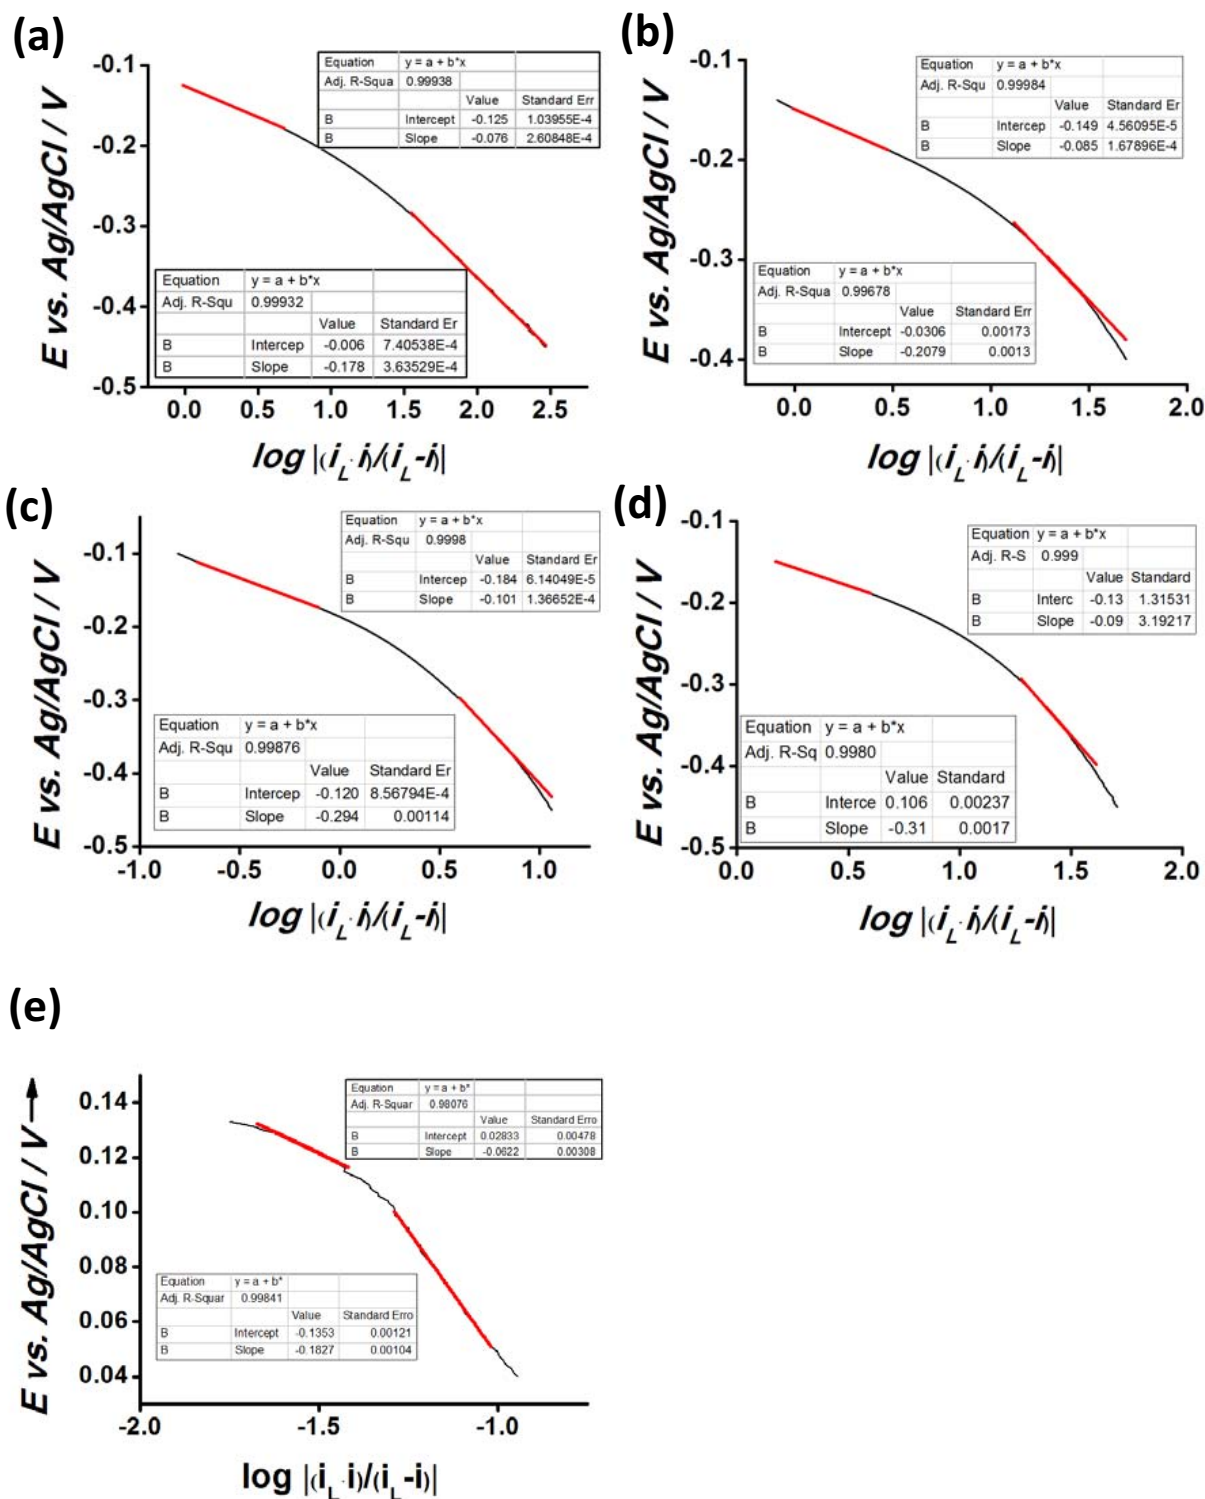 (a)
E vs. Ag/AgCl / V
-0.1
-0.2
-0.3
-0.4
-0.5
Equation y = a + b*x
Adj. R-Squa 0.99938
Value Standard Err
B Intercept -0.125 1.03955E-4
B Slope -0.076 2.60848E-4
Equation y = a + b*x
Adj. R-Squ 0.99932
Value Standard Er
B Intercep -0.006 7.40538E-4
B Slope -0.178 3.63529E-4
0.0 0.5 1.0 1.5 2.0 2.5
log |(i_L·i)/(i_L-i)|
(b)
E vs. Ag/AgCl / V
-0.1
-0.2
-0.3
-0.4
Equation y = a + b*x
Adj. R-Squ 0.99984
Value Standard Er
B Intercep -0.149 4.56095E-5
B Slope -0.085 1.67896E-4
Equation y = a + b*x
Adj. R-Squa 0.99678
Value Standard Err
B Intercept -0.0306 0.00173
B Slope -0.2079 0.0013
0.0 0.5 1.0 1.5 2.0
log |(i_L·i)/(i_L-i)|
(c)
E vs. Ag/AgCl / V
-0.1
-0.2
-0.3
-0.4
-0.5
Equation y = a + b*x
Adj. R-Squ 0.9998
Value Standard Er
B Intercep -0.184 6.14049E-5
B Slope -0.101 1.36652E-4
Equation y = a + b*x
Adj. R-Squ 0.99876
Value Standard Er
B Intercep -0.120 8.56794E-4
B Slope -0.294 0.00114
-1.0 -0.5 0.0 0.5 1.0
log |(i_L·i)/(i_L-i)|
(d)
E vs. Ag/AgCl / V
-0.1
-0.2
-0.3
-0.4
-0.5
Equation y = a + b*x
Adj. R-S 0.999
Value Standard
B Interc -0.13 1.31531
B Slope -0.09 3.19217
Equation y = a + b*x
Adj. R-Sq 0.9980
Value Standard
B Interce 0.106 0.00237
B Slope -0.31 0.0017
0.0 0.5 1.0 1.5 2.0
log |(i_L·i)/(i_L-i)|
(e)
E vs. Ag/AgCl / V→
0.14
0.12
0.10
0.08
0.06
0.04
Equation y = a + b*
Adj. R-Squar 0.98076
Value Standard Erro
B Intercept 0.02833 0.00478
B Slope -0.0622 0.00308
Equation y = a + b*
Adj. R-Squar 0.99841
Value Standard Erro
B Intercept -0.1353 0.00121
B Slope -0.1827 0.00104
-2.0 -1.5 -1.0
log |(i_L·i)/(i_L-i)|